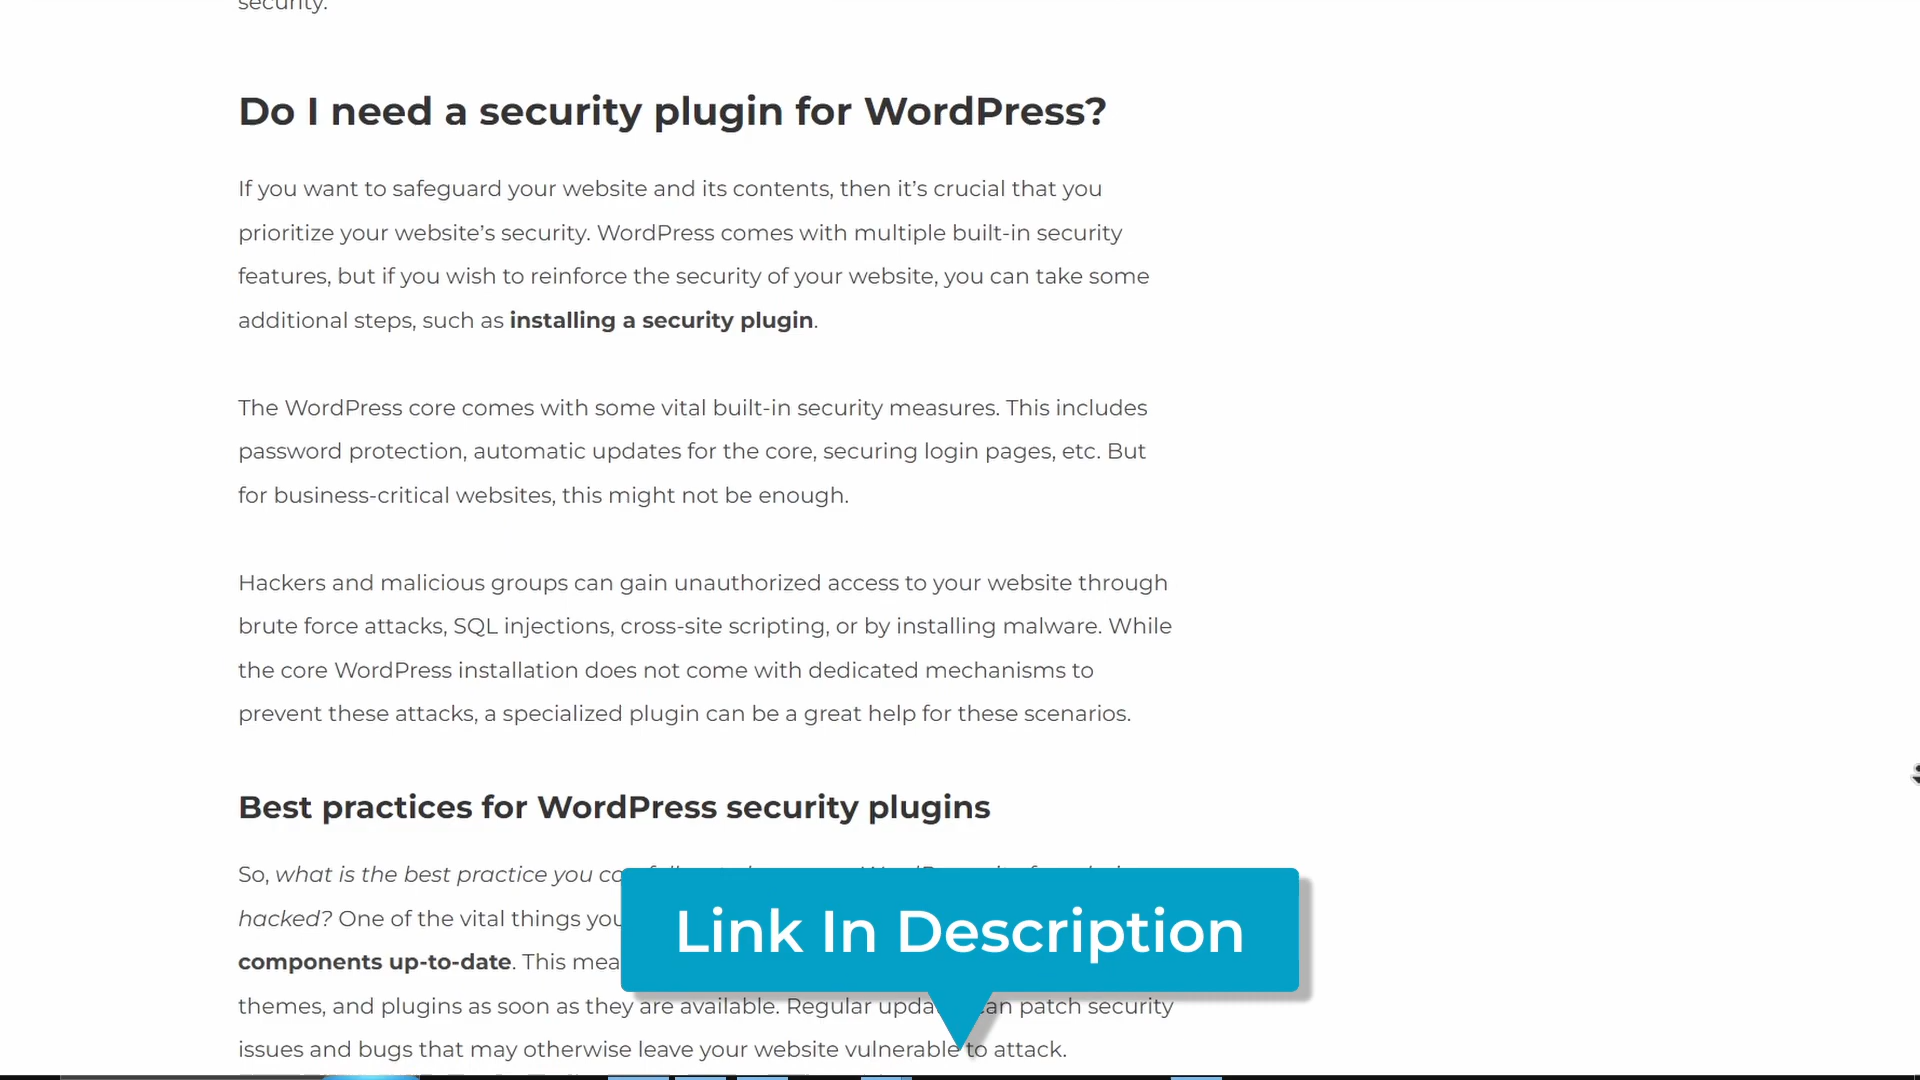 security.
Do I need a security plugin for WordPress?
If you want to safeguard your website and its contents, then it’s crucial that you
prioritize your website’s security. WordPress comes with multiple built-in security
features, but if you wish to reinforce the security of your website, you can take some
additional steps, such as installing a security plugin.
The WordPress core comes with some vital built-in security measures. This includes
password protection, automatic updates for the core, securing login pages, etc. But
for business-critical websites, this might not be enough.
Hackers and malicious groups can gain unauthorized access to your website through
brute force attacks, SQL injections, cross-site scripting, or by installing malware. While
the core WordPress installation does not come with dedicated mechanisms to
prevent these attacks, a specialized plugin can be a great help for these scenarios.
Best practices for WordPress security plugins
So, what is the best practice you
hacked? One of the vital things you
components up-to-date. This
themes, and plugins as soon as they are available. Regular can patch security
issues and bugs that may otherwise leave your website vulnerable to attack.
Link In Description